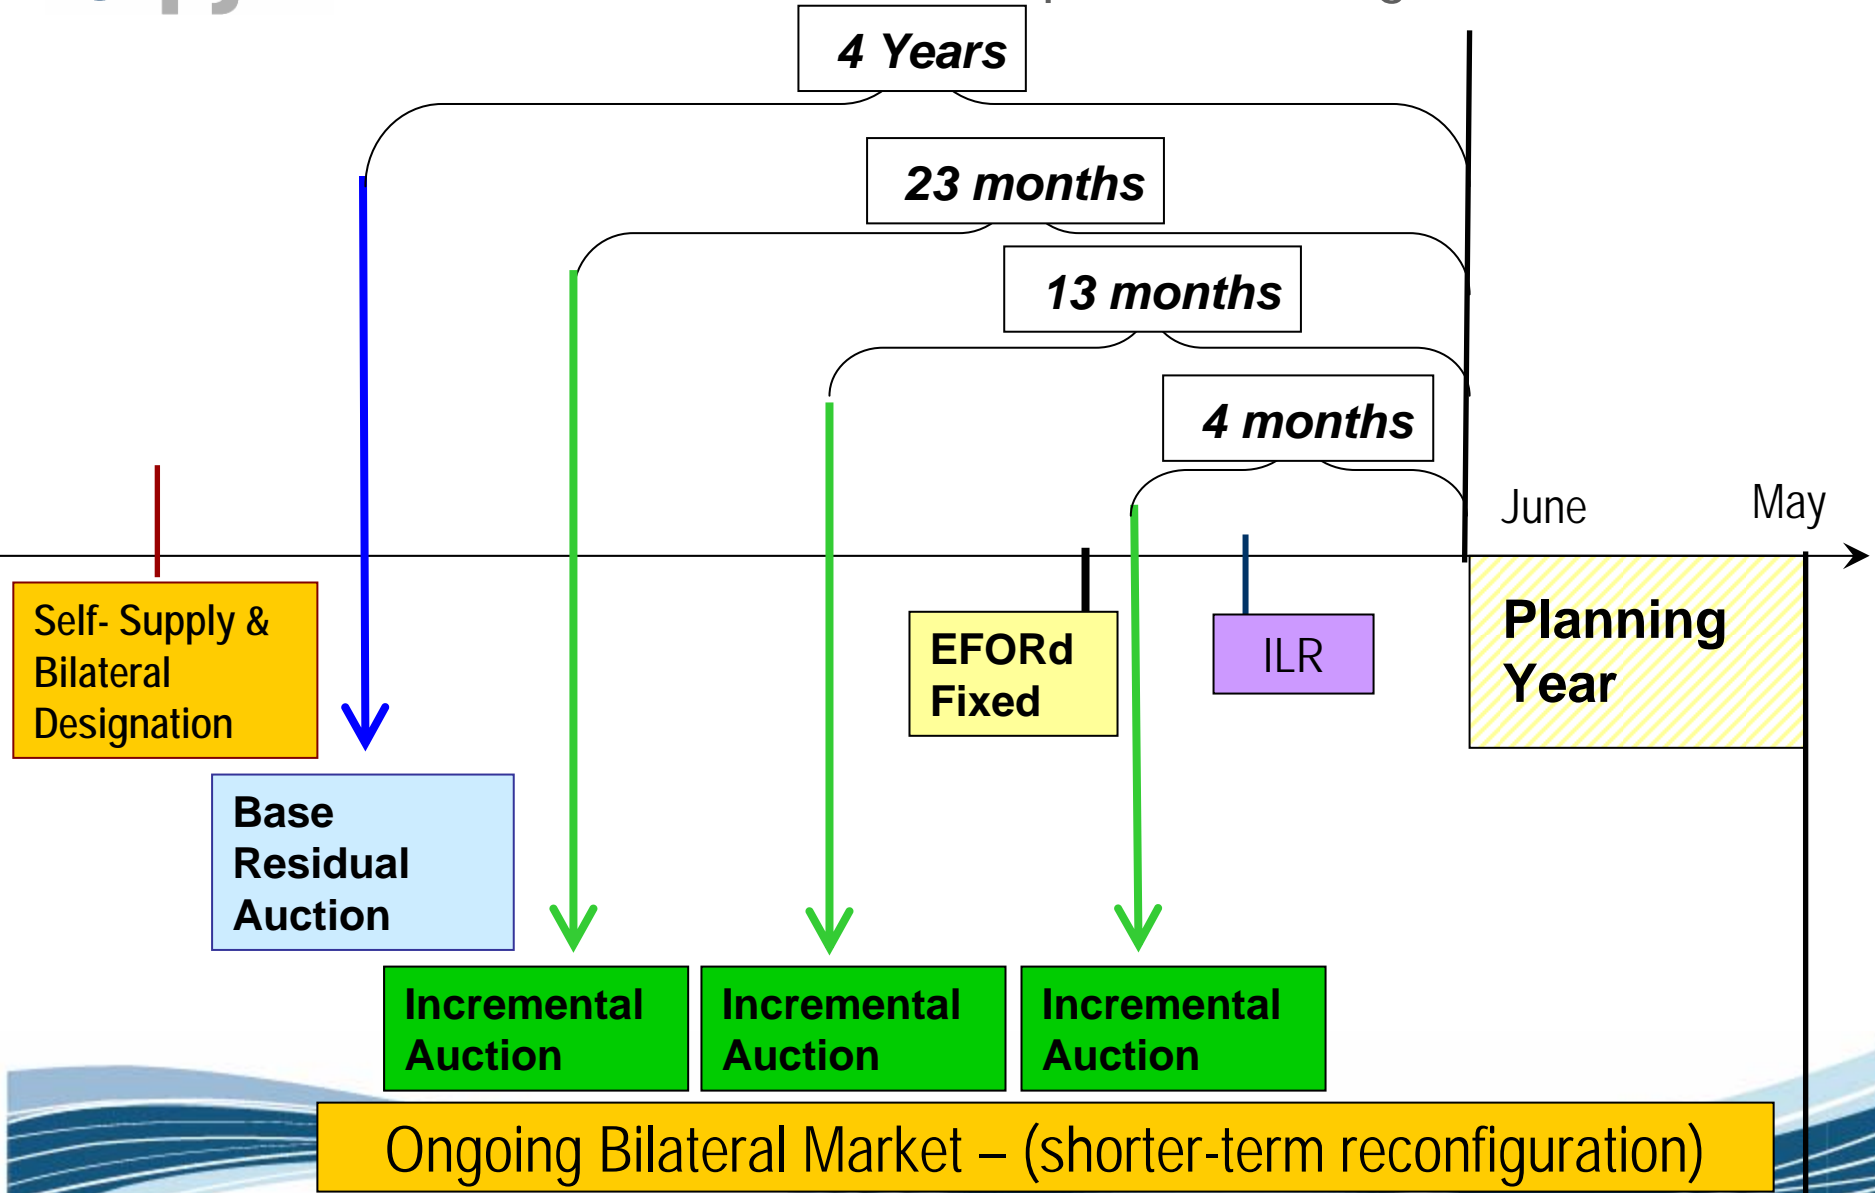 4 Years
23 months
13 months
4 months
June
May
Self- Supply &
Bilateral
Designation
EFORd
Fixed
ILR
Planning
Year
Base
Residual
Auction
Incremental
Auction
Incremental
Auction
Incremental
Auction
Ongoing Bilateral Market – (shorter-term reconfiguration)